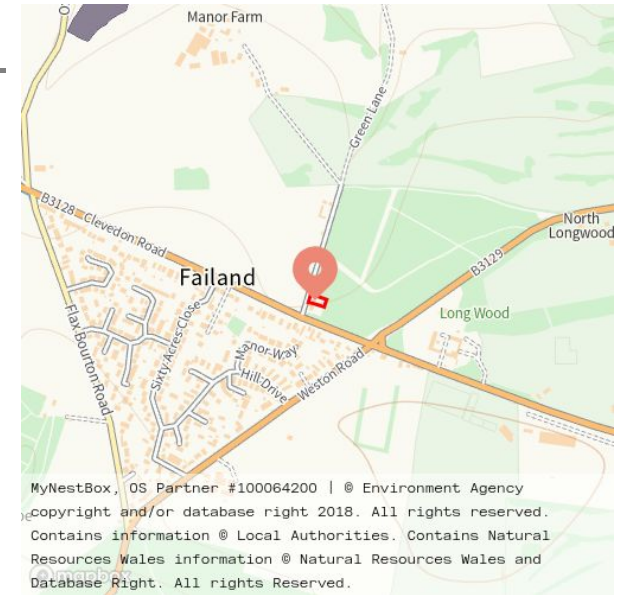 Manor Farm
Green Lane
B3128
Clevedon Road
North
Longwood
B3129
Failand
Long Wood
Flax Bourton Road
Sixty Acres Close
Manor Way
Hill Drive
Weston Road
MyNestBox, OS Partner #100064200 | © Environment Agency
copyright and/or database right 2018. All rights reserved.
Contains information © Local Authorities. Contains Natural
Resources Wales information © Natural Resources Wales and
Database Right. All rights Reserved.
mapbox